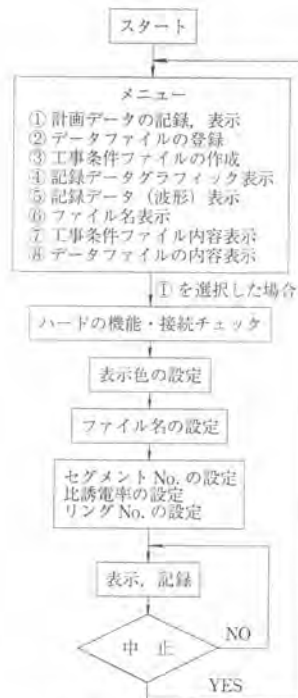 スタート
メニュー
① 計画データの記録，表示
② データファイルの登録
③ 工事条件ファイルの作成
④ 記録データグラフィック表示
⑤ 記録データ（波形）表示
⑥ ファイル名表示
⑦ 工事条件ファイル内容表示
⑧ データファイルの内容表示
①を選択した場合
ハードの機能・接続チェック
表示色の設定
ファイル名の設定
セグメント No. の設定
比誘電率の設定
リング No. の設定
表示，記録
中 止
NO
YES